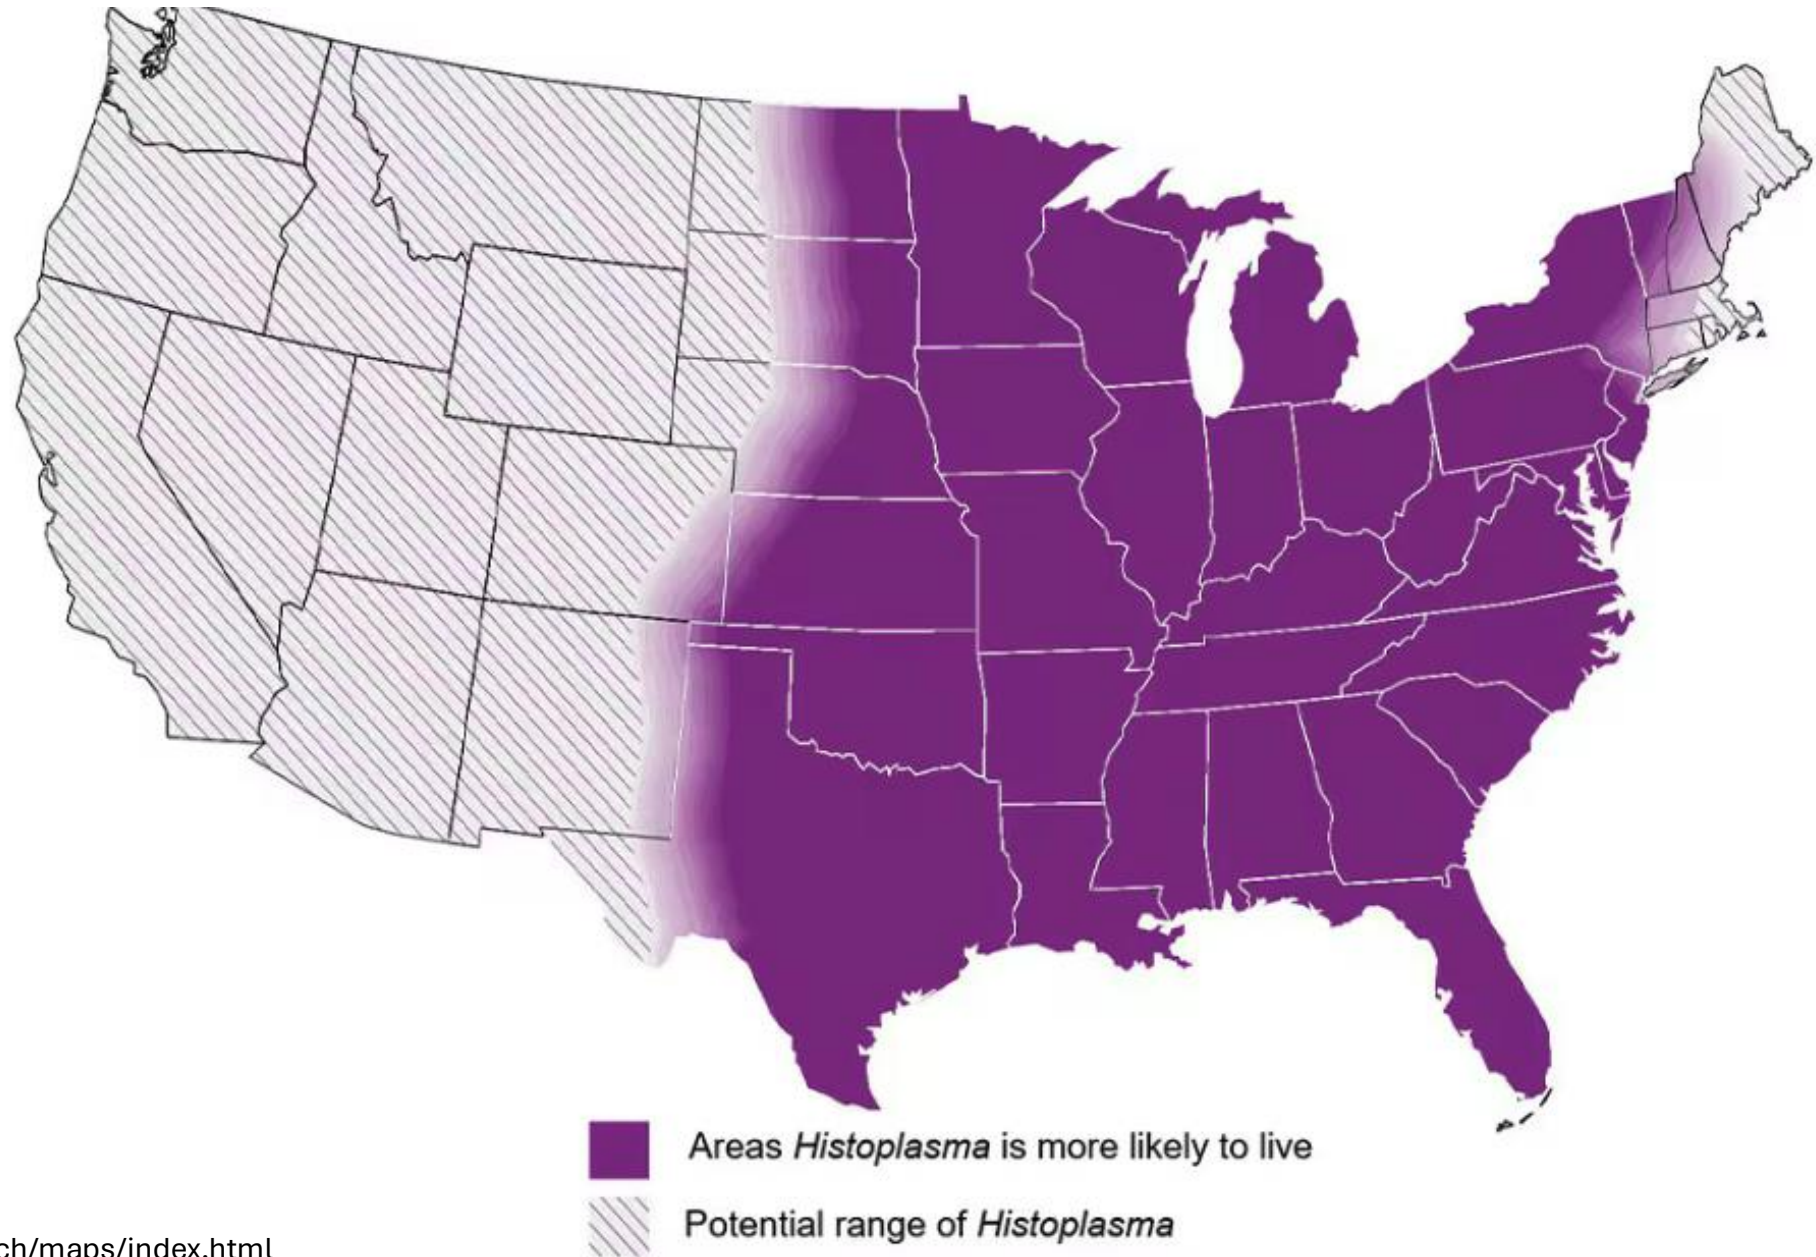 Areas Histoplasma is more likely to live
Potential range of Histoplasma
ch/maps/index.html